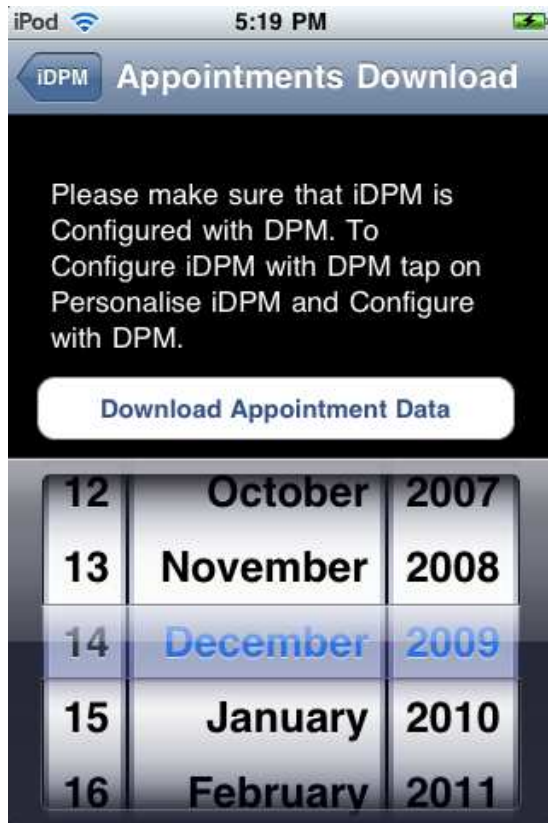 iPod 5:19 PM
iDPM Appointments Download
Please make sure that iDPM is
Configured with DPM. To
Configure iDPM with DPM tap on
Personalise iDPM and Configure
with DPM.
Download Appointment Data
12 October 2007
13 November 2008
14 December 2009
15 January 2010
16 February 2011